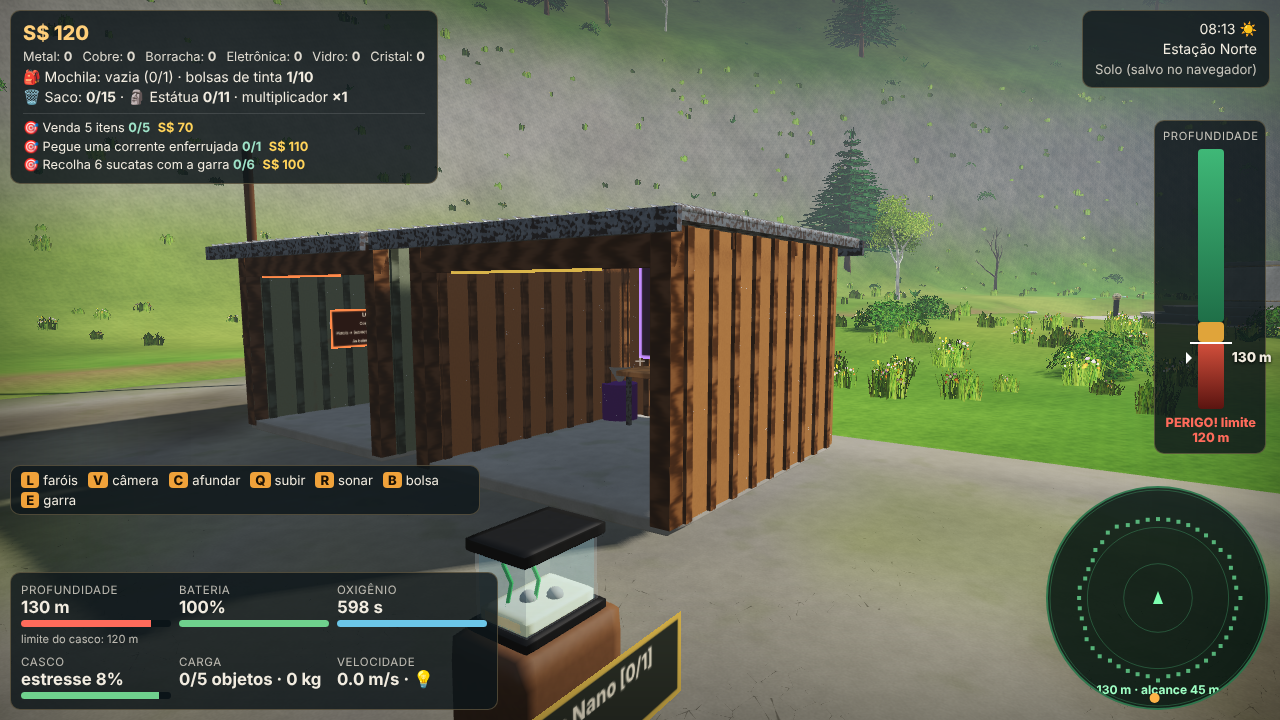 S$ 120
Metal: 0 Cobre: 0 Borracha: 0 Eletrônica: 0 Vidro: 0 Cristal: 0
Mochila: vazia (0/1) · bolsas de tinta 1/10
Saco: 0/15 · Estátua 0/11 · multiplicador ×1
Venda 5 itens 0/5 S$ 70
Pegue uma corrente enferrujada 0/1 S$ 110
Recolha 6 sucatas com a garra 0/6 S$ 100
08:13
Estação Norte
Solo (salvo no navegador)
PROFUNDIDADE
130 m
PERIGO! limite
120 m
L faróis V câmera C afundar Q subir R sonar B bolsa
E garra
PROFUNDIDADE BATERIA OXIGÊNIO
130 m 100% 598 s
limite do casco: 120 m
CASCO CARGA VELOCIDADE
estresse 8% 0/5 objetos · 0 kg 0.0 m/s ·
Nano [0/1]
130 m · alcance 45 m